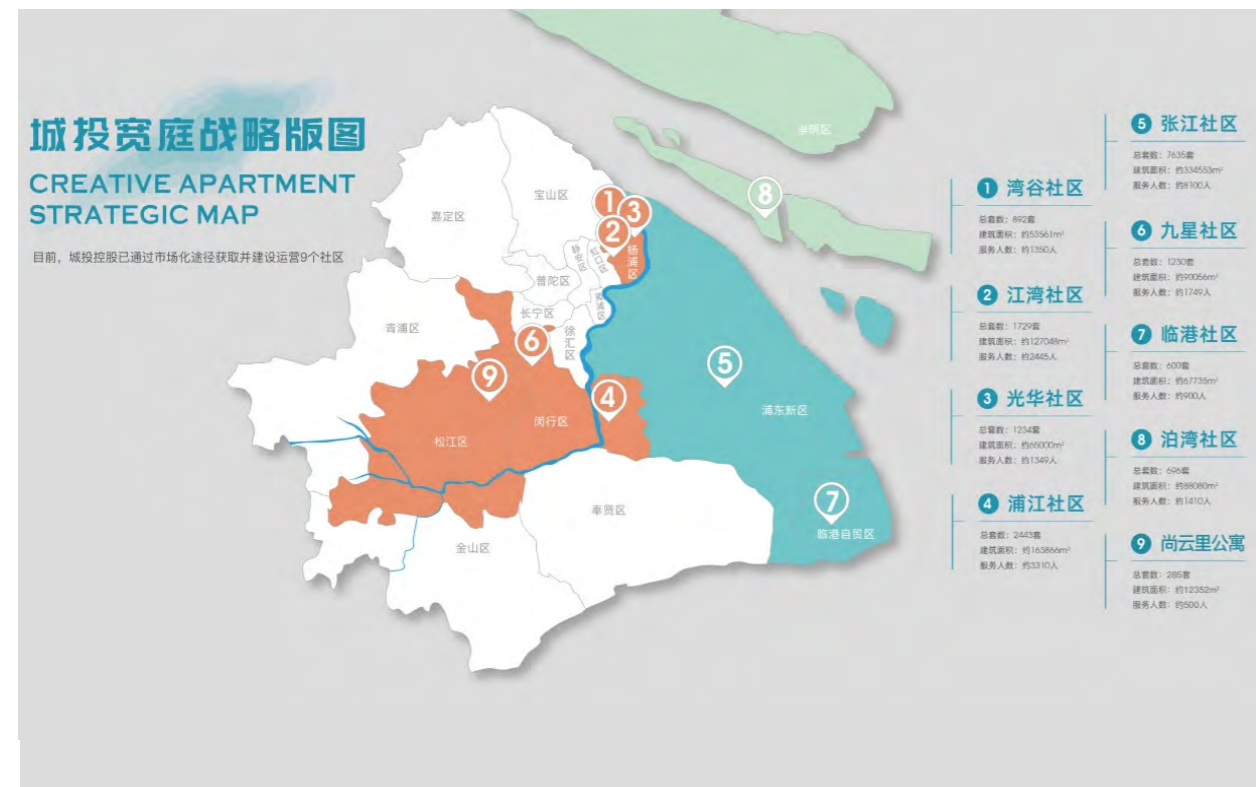 城投宽庭战略版图
CREATIVE APARTMENT
STRATEGIC MAP
目前，城投控股已通过市场化途径获取并建设运营9个社区
崇明区
宝山区
嘉定区
静安区
虹口区
杨浦区
普陀区
黄浦区
长宁区
徐汇区
青浦区
浦东新区
闵行区
松江区
奉贤区
临港自贸区
金山区
1
2
3
4
5
6
7
8
9
1 湾谷社区
总套数：892套
建筑面积：约53561m²
服务人数：约1350人
2 江湾社区
总套数：1729套
建筑面积：约127048m²
服务人数：约2445人
3 光华社区
总套数：1234套
建筑面积：约66000m²
服务人数：约1349人
4 浦江社区
总套数：2443套
建筑面积：约163866m²
服务人数：约3310人
5 张江社区
总套数：7635套
建筑面积：约334553m²
服务人数：约8100人
6 九星社区
总套数：1230套
建筑面积：约90056m²
服务人数：约1749人
7 临港社区
总套数：600套
建筑面积：约67735m²
服务人数：约900人
8 泊湾社区
总套数：696套
建筑面积：约88080m²
服务人数：约1410人
9 尚云里公寓
总套数：285套
建筑面积：约12352m²
服务人数：约500人